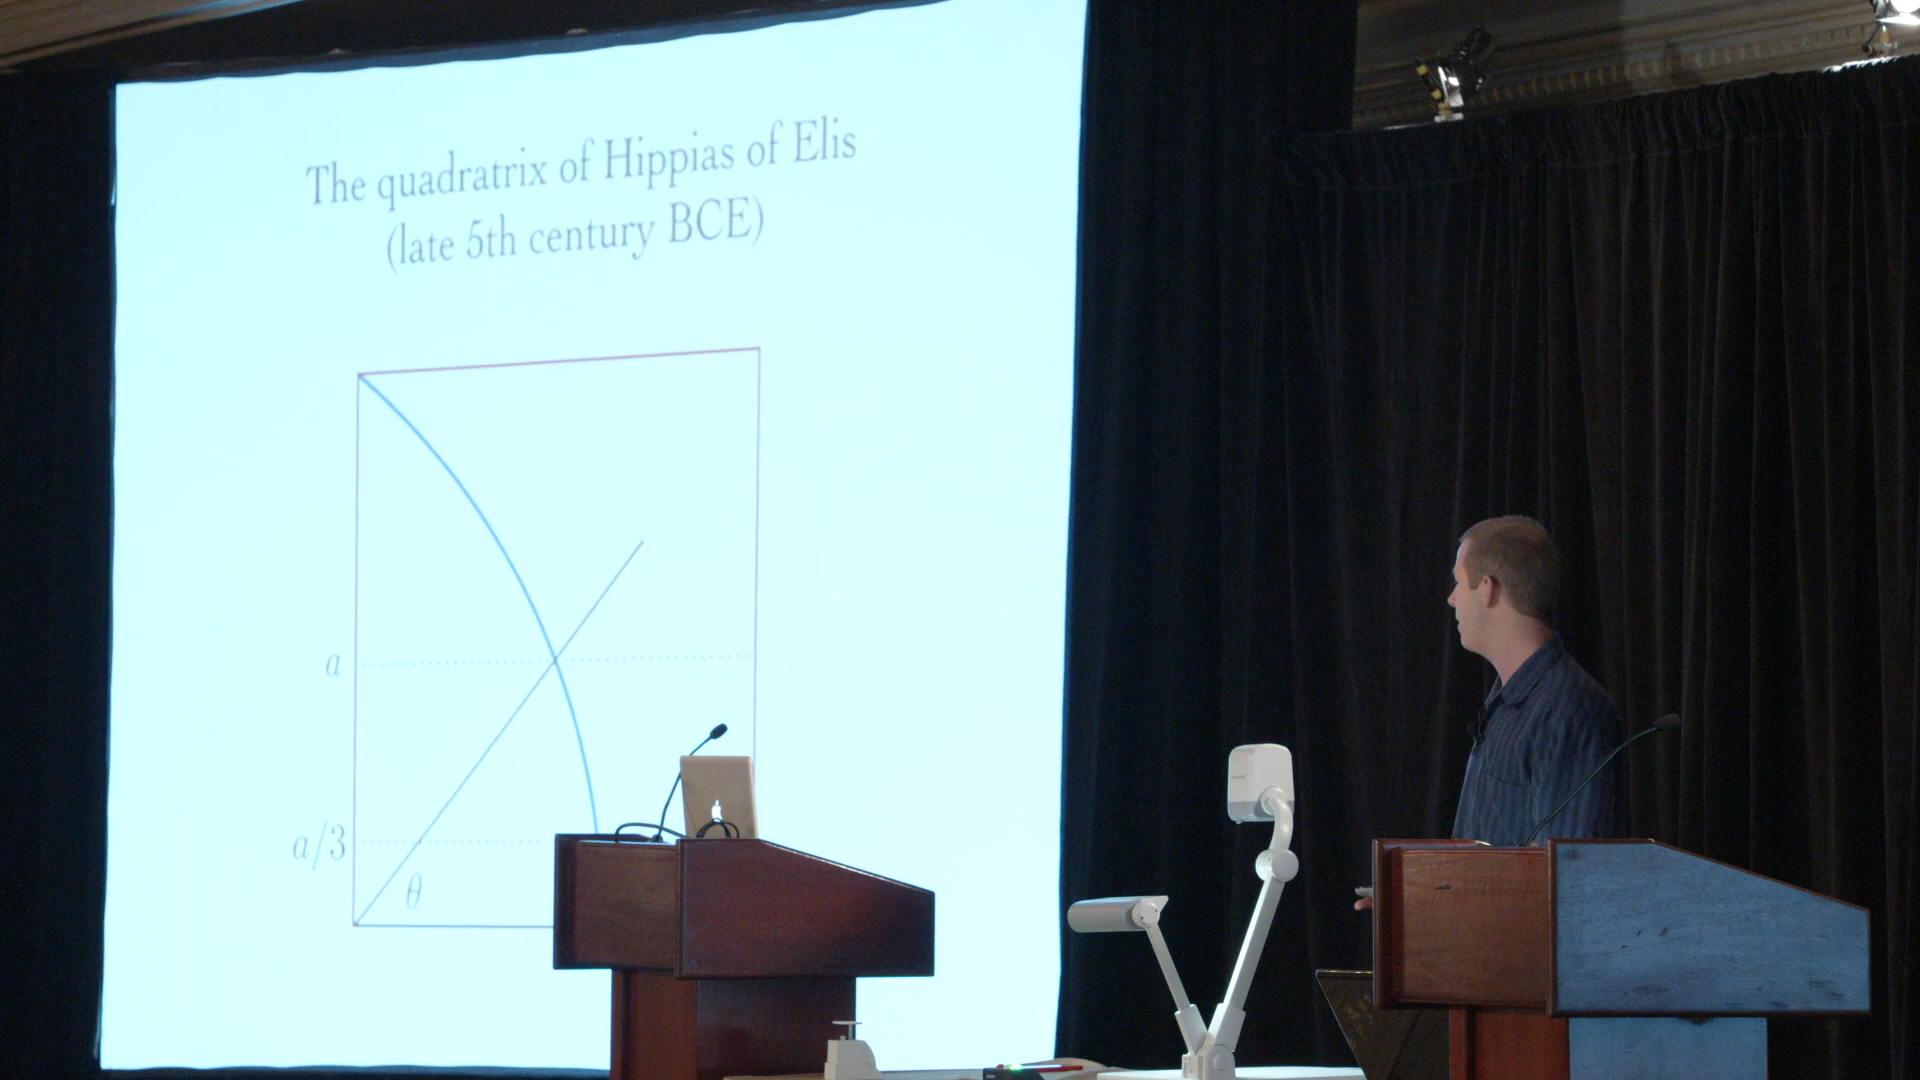 The quadratrix of Hippias of Elis
(late 5th century BCE)
a
a/3
θ